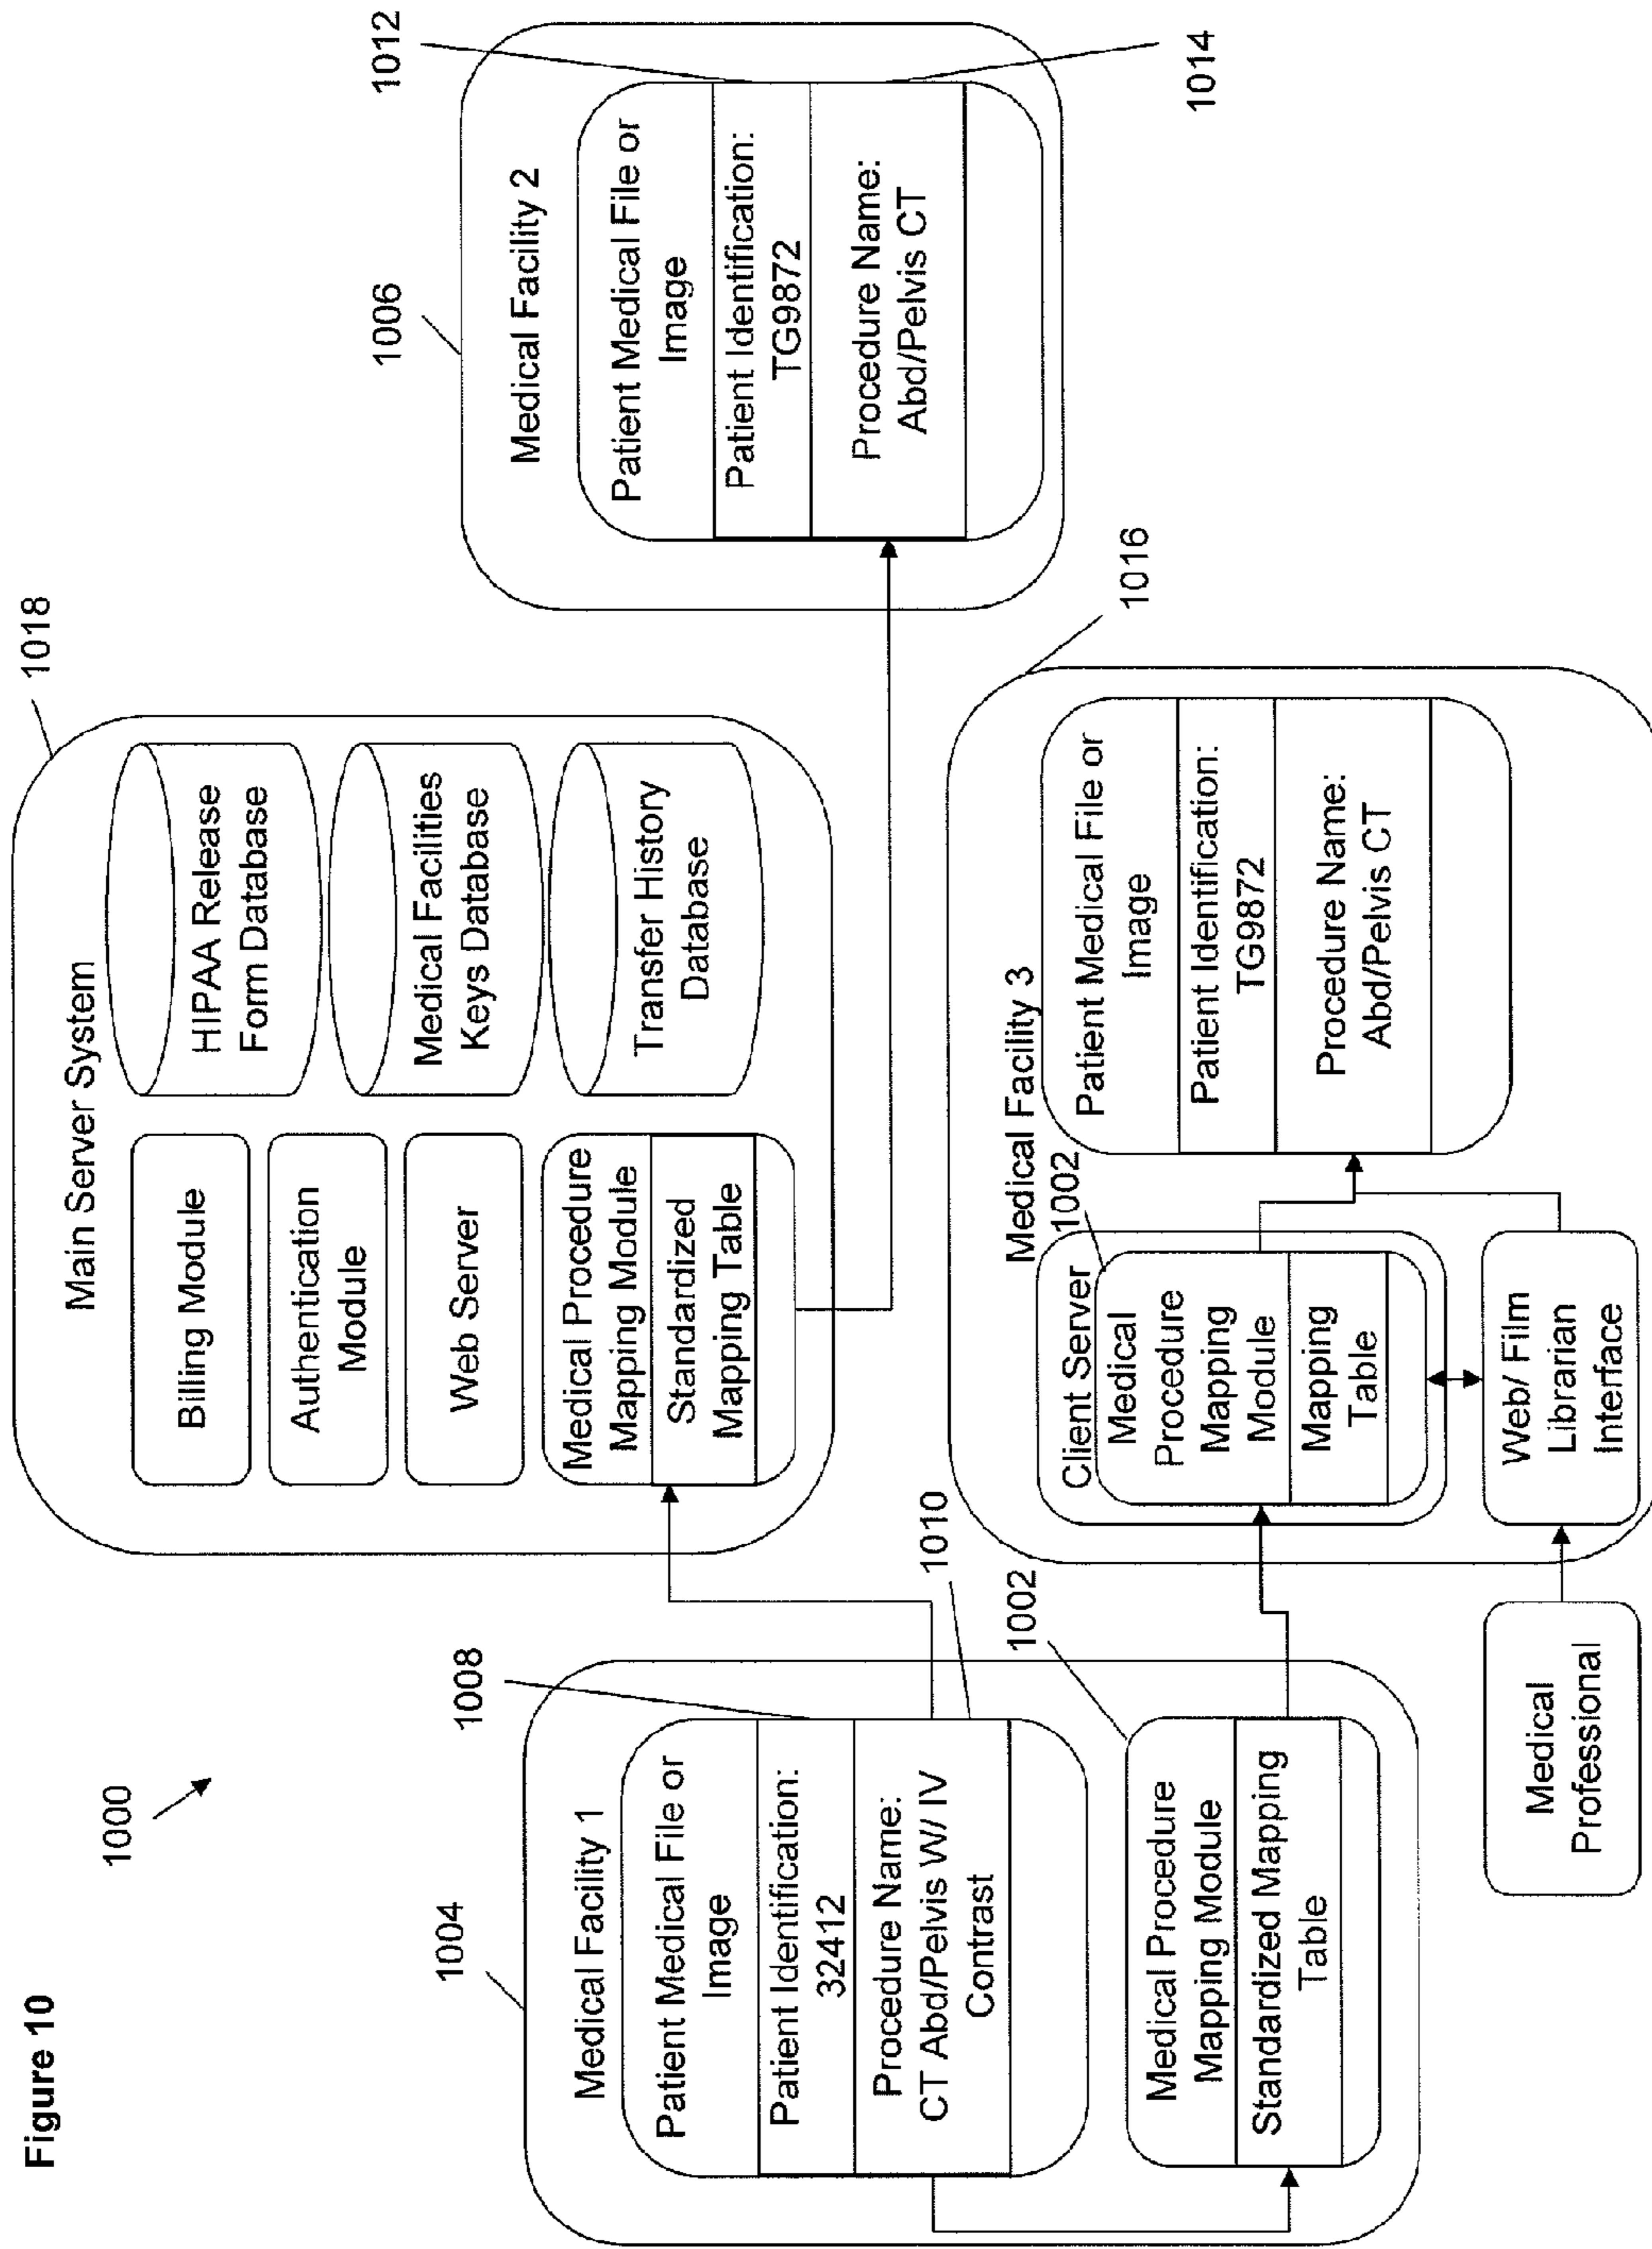 Figure 10
1000
1004
Medical Facility 1
Patient Medical File or
Image
Patient Identification:
32412
Procedure Name:
CT Abd/Pelvis W/ IV
Contrast
1008
1010
Medical Procedure
Mapping Module
Standardized Mapping
Table
1002
Main Server System
1018
Billing Module
Authentication
Module
Web Server
Medical Procedure
Mapping Module
Standardized
Mapping Table
HIPAA Release
Form Database
Medical Facilities
Keys Database
Transfer History
Database
1006
Medical Facility 2
Patient Medical File or
Image
Patient Identification:
TG9872
Procedure Name:
Abd/Pelvis CT
1012
1014
Medical Facility 3
1016
Client Server
1002
Medical
Procedure
Mapping
Module
Mapping
Table
Web/ Film
Librarian
Interface
Patient Medical File or
Image
Patient Identification:
TG9872
Procedure Name:
Abd/Pelvis CT
Medical
Professional